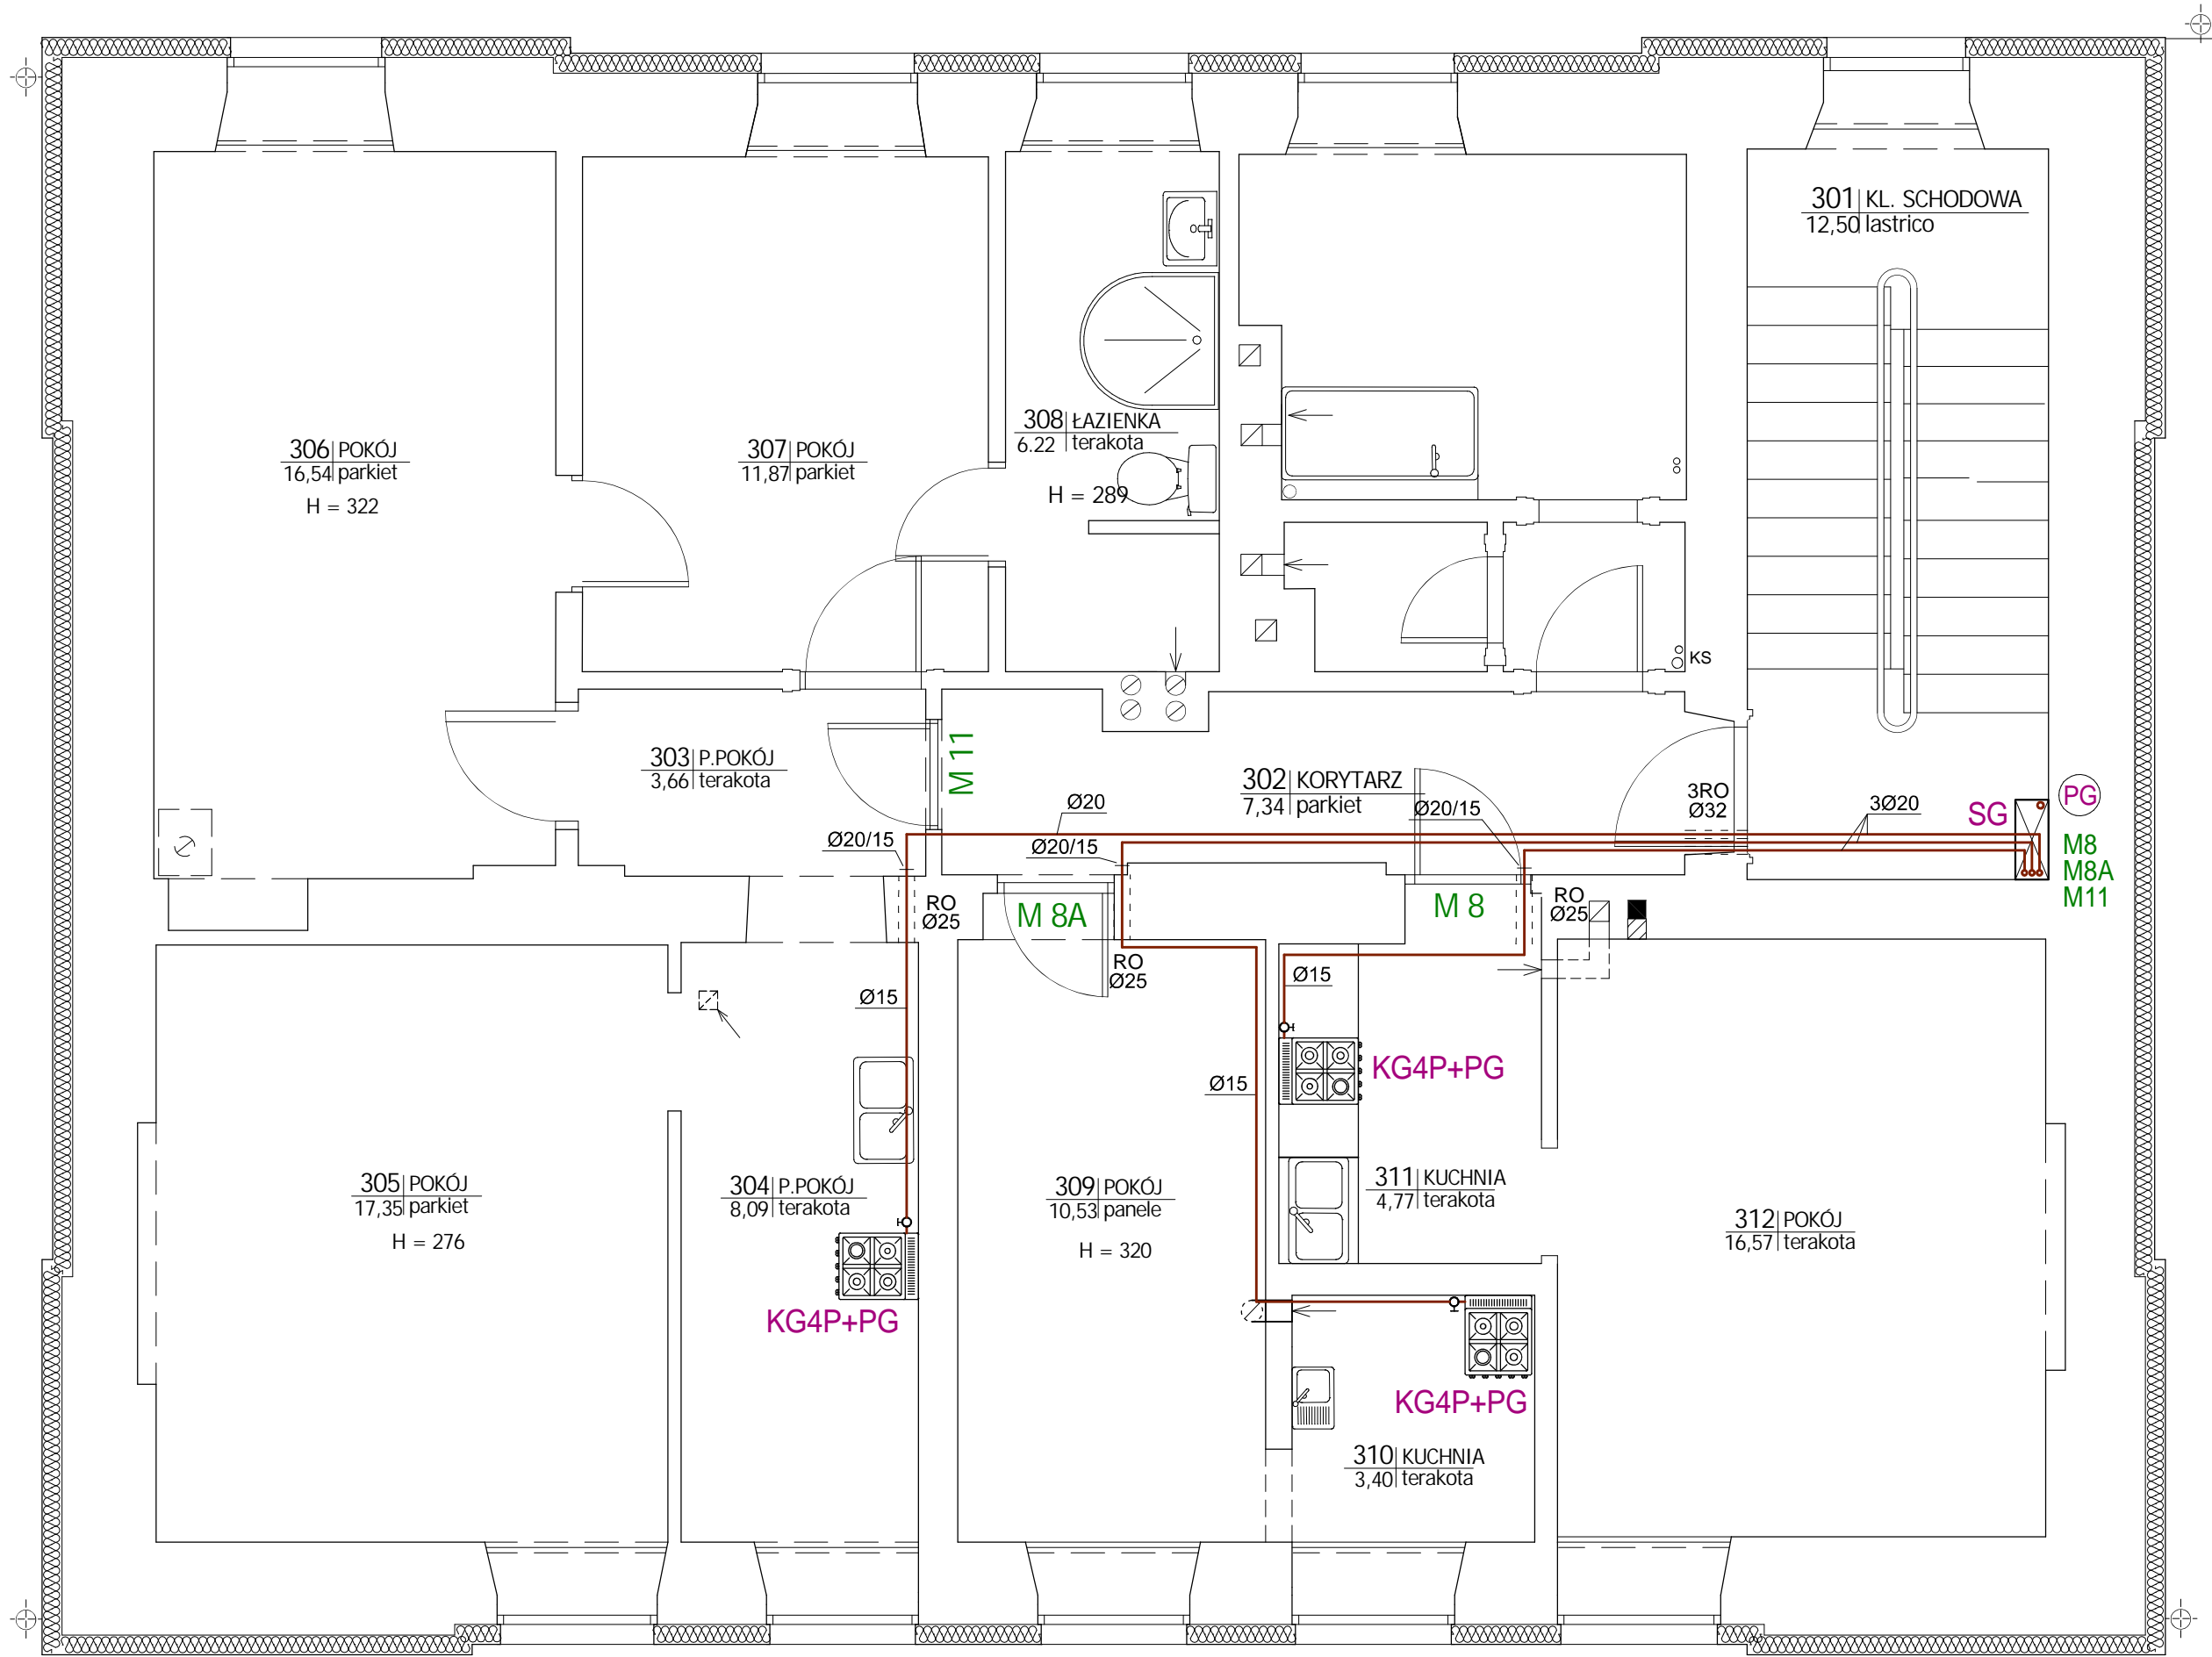 301 KL. SCHODOWA
12,50 lastrico
308 ŁAZIENKA
6.22 terakota
H = 289
306 POKÓJ
16,54 parkiet
H = 322
307 POKÓJ
11,87 parkiet
KS
M 11
303 P.POKÓJ
3,66 terakota
302 KORYTARZ
7,34 parkiet
Ø20
Ø20/15
3RO
Ø32
3Ø20
SG
PG
M8
M8A
M11
Ø20/15
Ø20/15
RO
Ø25
M 8A
M 8
RO
Ø25
RO
Ø25
Ø15
Ø15
Ø15
KG4P+PG
305 POKÓJ
17,35 parkiet
H = 276
304 P.POKÓJ
8,09 terakota
309 POKÓJ
10,53 panele
H = 320
311 KUCHNIA
4,77 terakota
312 POKÓJ
16,57 terakota
KG4P+PG
KG4P+PG
310 KUCHNIA
3,40 terakota